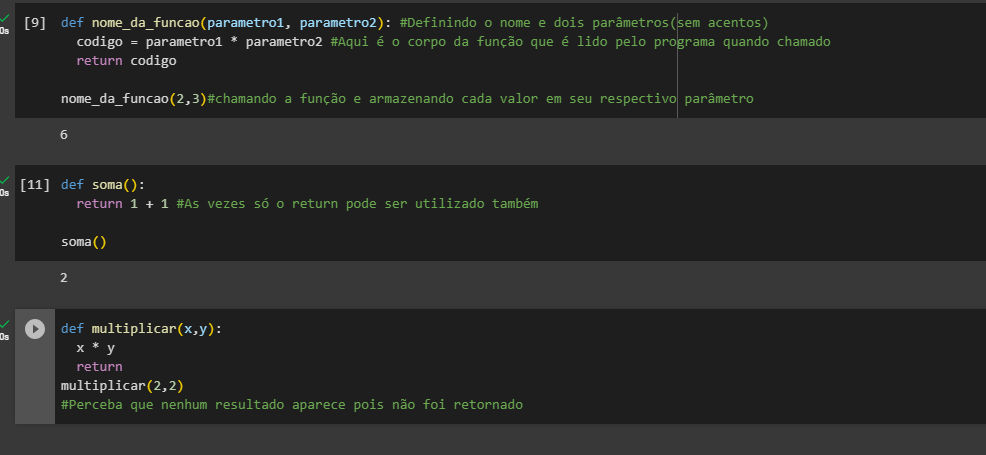 [9] def nome_da_funcao(parametro1, parametro2): #Definindo o nome e dois parâmetros(sem acentos)
0s
codigo = parametro1 * parametro2 #Aqui é o corpo da função que é lido pelo programa quando chamado
return codigo
nome_da_funcao(2,3)#chamando a função e armazenando cada valor em seu respectivo parâmetro
6
[11] def soma():
0s
return 1 + 1 #As vezes só o return pode ser utilizado também
soma()
2
def multiplicar(x,y):
0s
x * y
return
multiplicar(2,2)
#Perceba que nenhum resultado aparece pois não foi retornado